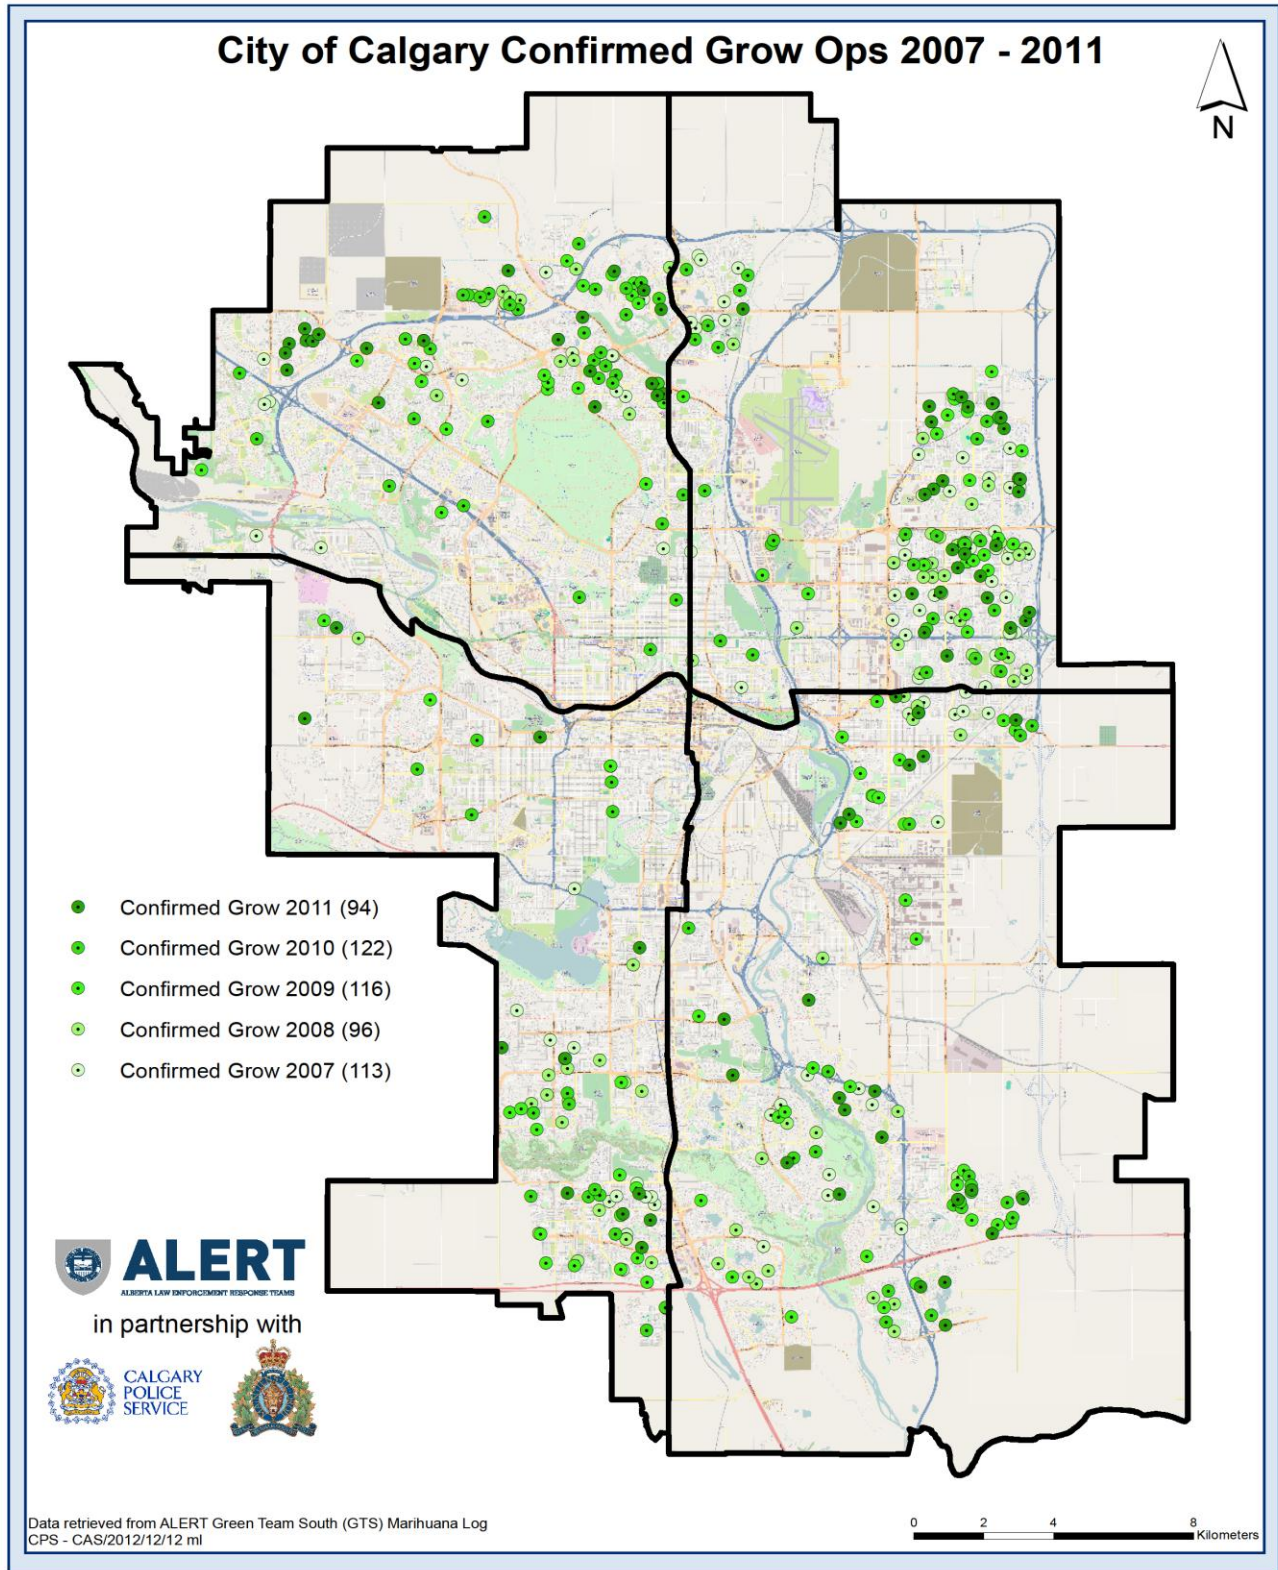 City of Calgary Confirmed Grow Ops 2007 - 2011
N
Confirmed Grow 2011 (94)
Confirmed Grow 2010 (122)
Confirmed Grow 2009 (116)
Confirmed Grow 2008 (96)
Confirmed Grow 2007 (113)
ALERT
ALBERTA LAW ENFORCEMENT RESPONSE TEAMS
in partnership with
CALGARY
POLICE
SERVICE
Data retrieved from ALERT Green Team South (GTS) Marihuana Log
CPS - CAS/2012/12/12 ml
0 2 4 8
Kilometers